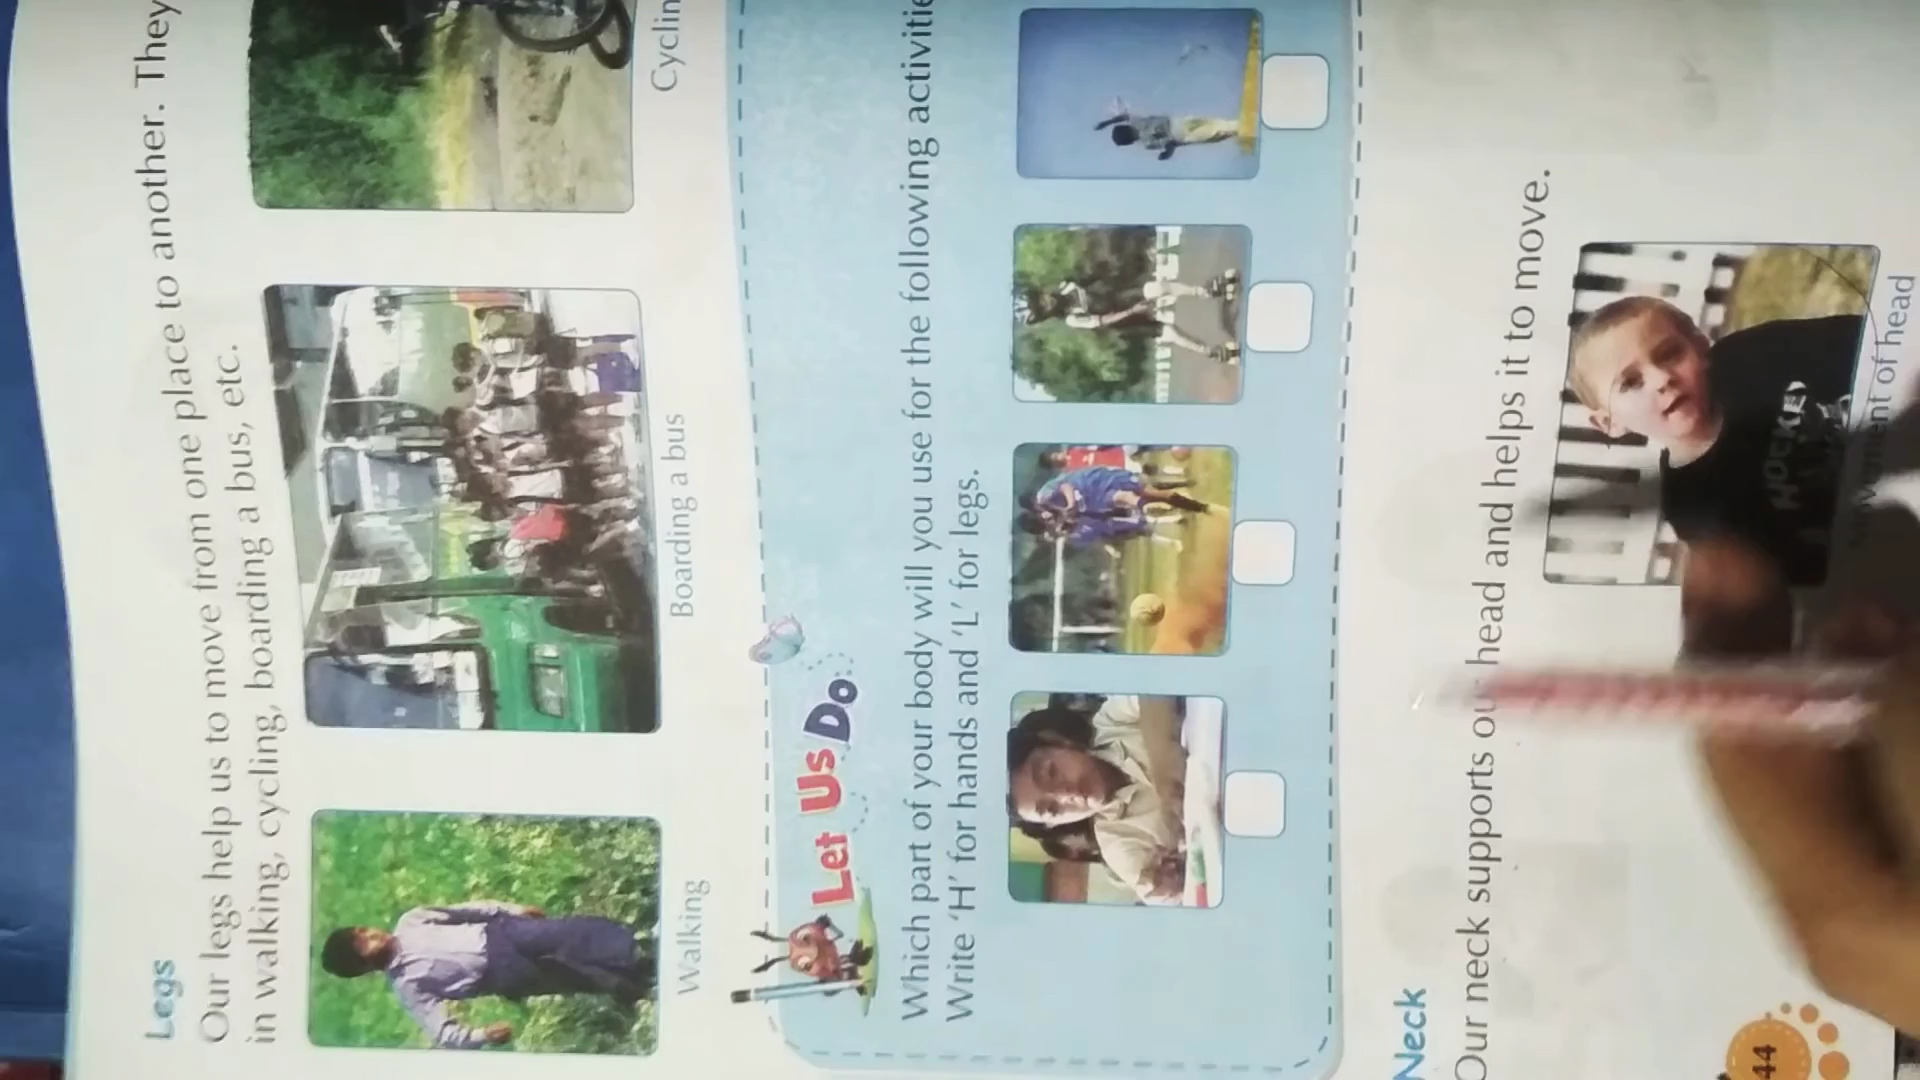 Legs
Our legs help us to move from one place to another. They
in walking, cycling, boarding a bus, etc.
Walking
Boarding a bus
Let Us Do
Which part of your body will you use for the following
Write 'H' for hands and 'L' for legs.
Neck
Our neck supports our head and helps it to move.
HOCKEY
of head
44